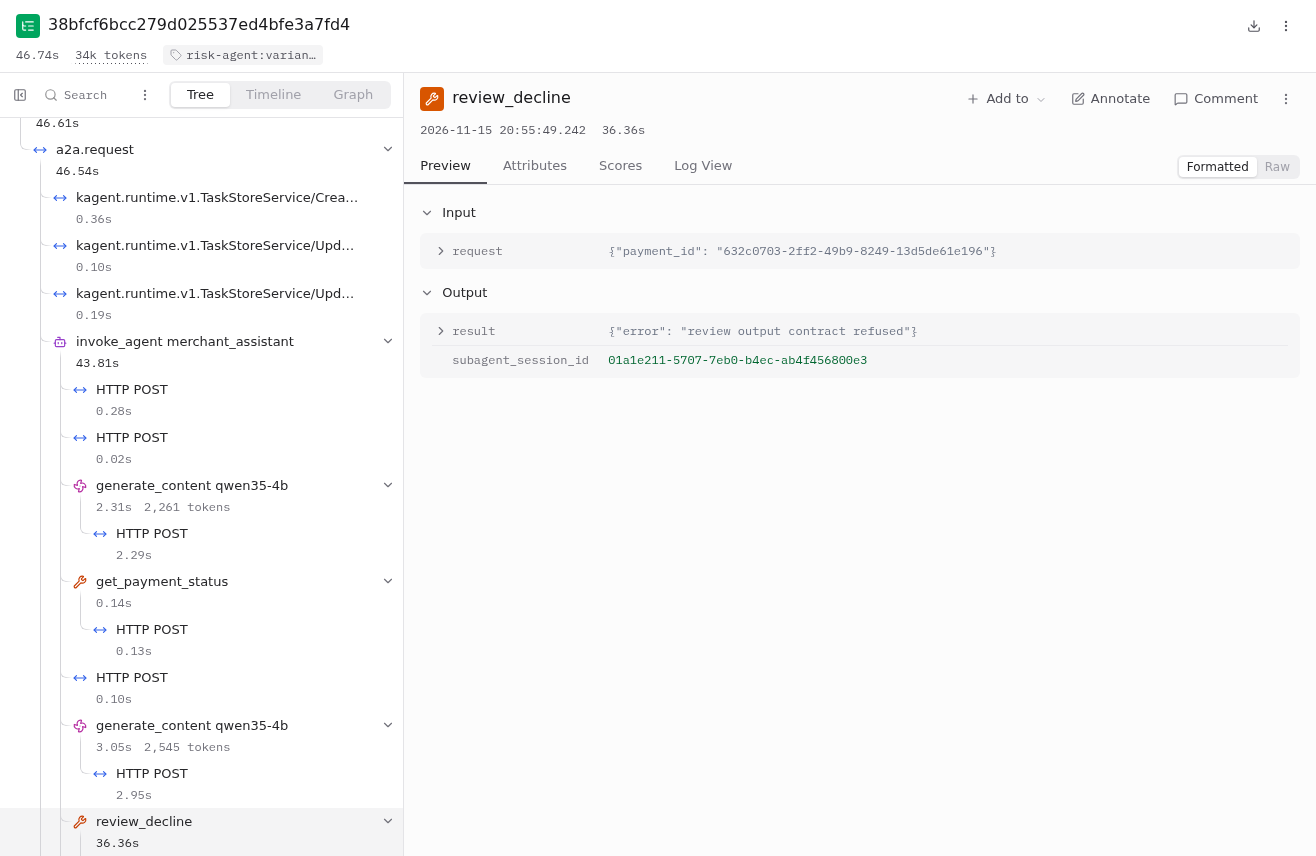 38bfcf6bcc279d025537ed4bfe3a7fd4
46.74s 34k tokens risk-agent:varian…
Search Tree Timeline Graph
46.61s
a2a.request
46.54s
kagent.runtime.v1.TaskStoreService/Crea…
0.36s
kagent.runtime.v1.TaskStoreService/Upd…
0.10s
kagent.runtime.v1.TaskStoreService/Upd…
0.19s
invoke_agent merchant_assistant
43.81s
HTTP POST
0.28s
HTTP POST
0.02s
generate_content qwen35-4b
2.31s 2,261 tokens
HTTP POST
2.29s
get_payment_status
0.14s
HTTP POST
0.13s
HTTP POST
0.10s
generate_content qwen35-4b
3.05s 2,545 tokens
HTTP POST
2.95s
review_decline
36.36s
review_decline
Add to Annotate Comment
2026-11-15 20:55:49.242 36.36s
Preview Attributes Scores Log View Formatted Raw
Input
request {"payment_id": "632c0703-2ff2-49b9-8249-13d5de61e196"}
Output
result {"error": "review output contract refused"}
subagent_session_id 01a1e211-5707-7eb0-b4ec-ab4f456800e3